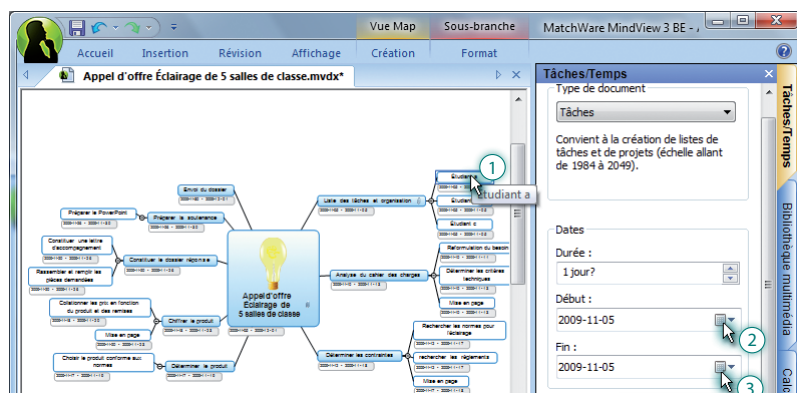 Vue Map
Sous-branche
MatchWare MindView 3 BE - ,
Accueil
Insertion
Révision
Affichage
Création
Format
Appel d'offre Éclairage de 5 salles de classe.mvdx*
Envoi du dossier
Préparer le PowerPoint
Préparer la soutenance
Constituer une lettre
d'accompagnement
Constituer le dossier réponse
Rassembler et remplir les
pièces demandées
Collationner les prix en fonction
du produit et des remises
Chiffrer le produit
Mise en page
Choisir le produit conforme aux
normes
Déterminer le produit
Appel d'offre
Éclairage de
5 salles de classe
Liste des tâches et organisation
1
Étudiant a
Étudiant c
Analyse du cahier des charges
Reformulation du besoin
Déterminer les critères
techniques
Mise en page
Déterminer les contraintes
Rechercher les normes pour
l'éclairage
rechercher les règlements
Mise en page
Tâches/Temps
Type de document
Tâches
Convient à la création de listes de
tâches et de projets (échelle allant
de 1984 à 2049).
Dates
Durée :
1 jour?
Début :
2009-11-05
2
Fin :
2009-11-05
3
Tâches/Temps
Bibliothèque multimédia
Calc